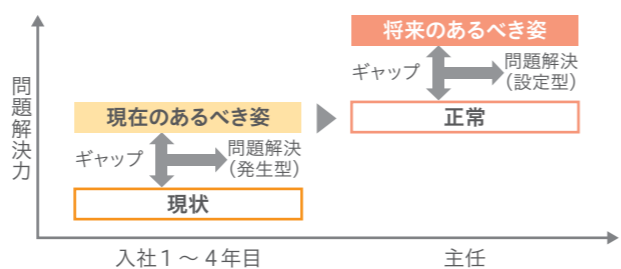 問題解決力
将来のあるべき姿
ギャップ
問題解決
(設定型)
正常
現在のあるべき姿
ギャップ
問題解決
(発生型)
現状
入社1～4年目
主任